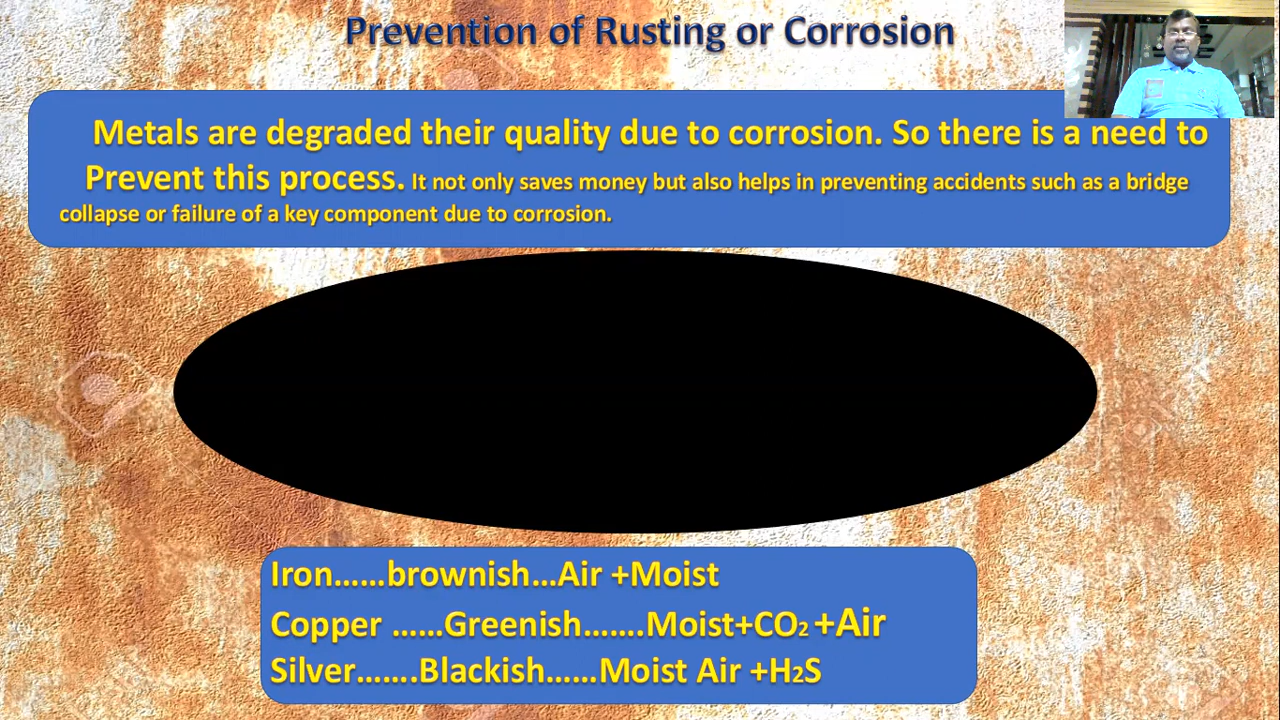 Prevention of Rusting or Corrosion
Metals are degraded their quality due to corrosion. So there is a need to
Prevent this process. It not only saves money but also helps in preventing accidents such as a bridge
collapse or failure of a key component due to corrosion.
Iron......brownish...Air +Moist
Copper ......Greenish.......Moist+CO₂ +Air
Silver.......Blackish......Moist Air +H₂S